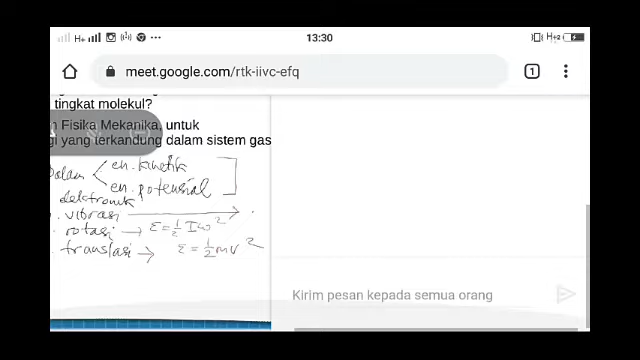 13:30
meet.google.com/rtk-iivc-efq
1
tingkat molekul?
Fisika Mekanika, untuk
gi yang terkandung dalam sistem gas
Dalam
en. kinetik
en. potensial
elektronik
vibrasi
rotasi → ε = ½ Iω²
translasi → ε = ½ mv²
Kirim pesan kepada semua orang